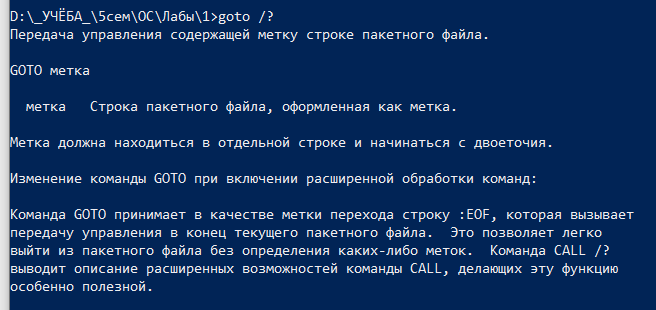 D:\_УЧЁБА_\5сем\ОС\Лабы\1>goto /?
Передача управления содержащей метку строке пакетного файла.
GOTO метка
метка   Строка пакетного файла, оформленная как метка.
Метка должна находиться в отдельной строке и начинаться с двоеточия.
Изменение команды GOTO при включении расширенной обработки команд:
Команда GOTO принимает в качестве метки перехода строку :EOF, которая вызывает
передачу управления в конец текущего пакетного файла.  Это позволяет легко
выйти из пакетного файла без определения каких-либо меток.  Команда CALL /?
выводит описание расширенных возможностей команды CALL, делающих эту функцию
особенно полезной.